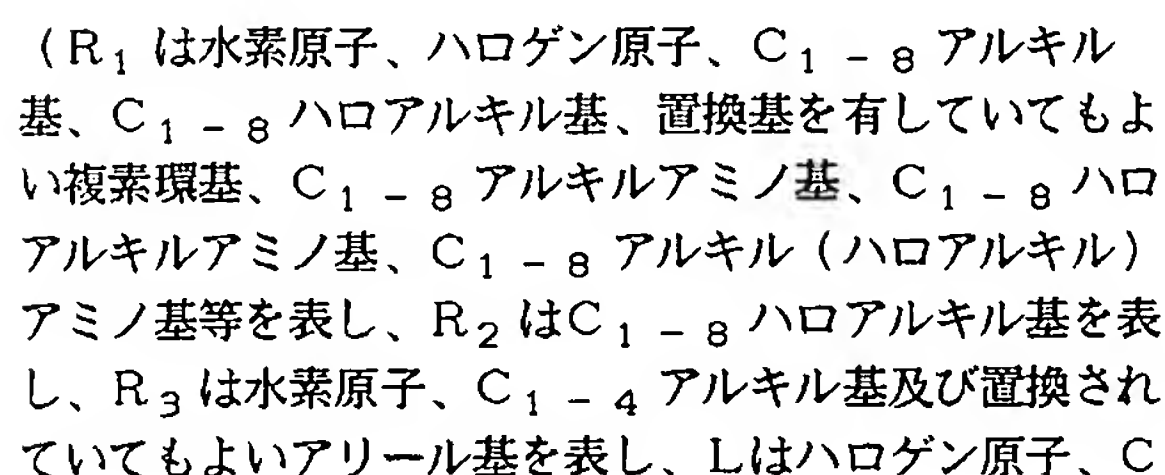 (R₁ は水素原子、ハロゲン原子、C₁₋₈ アルキル
基、C₁₋₈ ハロアルキル基、置換基を有していてもよ
い複素環基、C₁₋₈ アルキルアミノ基、C₁₋₈ ハロ
アルキルアミノ基、C₁₋₈ アルキル(ハロアルキル)
アミノ基等を表し、R₂ はC₁₋₈ ハロアルキル基を表
し、R₃ は水素原子、C₁₋₄ アルキル基及び置換され
ていてもよいアリール基を表し、Lはハロゲン原子、C